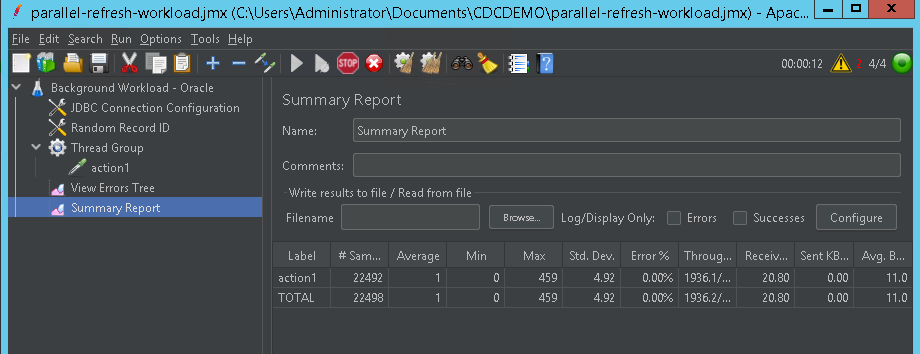 parallel-refresh-workload.jmx (C:\Users\Administrator\Documents\CDCDEMO\parallel-refresh-workload.jmx) - Apac...
File Edit Search Run Options Tools Help
STOP 00:00:12 2 4/4
Background Workload - Oracle
JDBC Connection Configuration
Random Record ID
Thread Group
action1
View Errors Tree
Summary Report
Summary Report
Name: Summary Report
Comments:
Write results to file / Read from file
Filename Browse... Log/Display Only: Errors Successes Configure
Label # Sam... Average Min Max Std. Dev. Error % Throug... Receiv... Sent KB... Avg. B...
action1 22492 1 0 459 4.92 0.00% 1936.1/... 20.80 0.00 11.0
TOTAL 22498 1 0 459 4.92 0.00% 1936.2/... 20.80 0.00 11.0